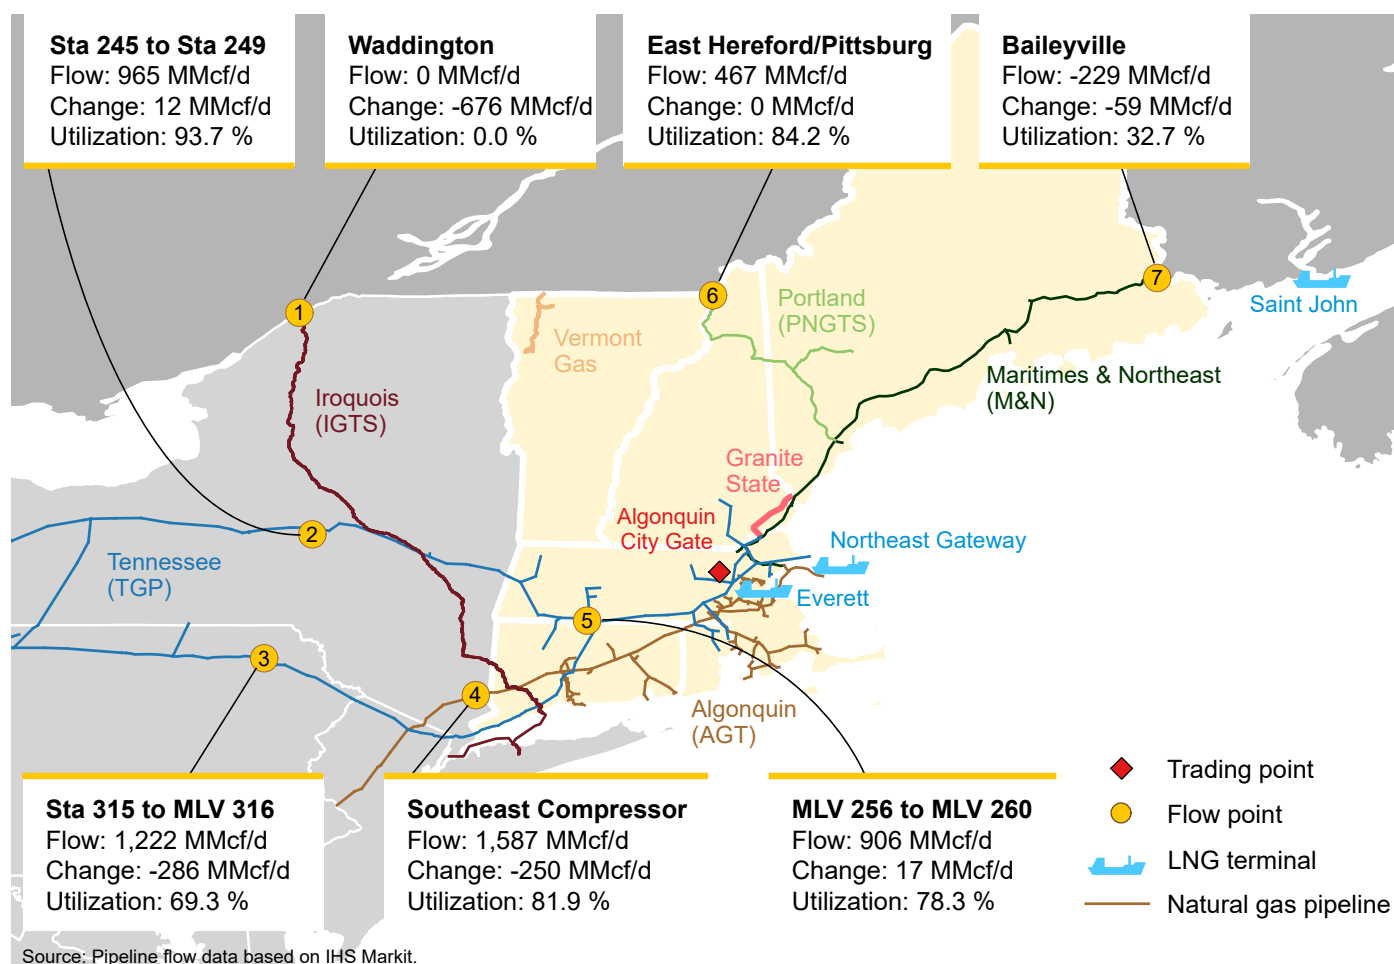 Sta 245 to Sta 249
Flow: 965 MMcf/d
Change: 12 MMcf/d
Utilization: 93.7 %
Waddington
Flow: 0 MMcf/d
Change: -676 MMcf/d
Utilization: 0.0 %
East Hereford/Pittsburg
Flow: 467 MMcf/d
Change: 0 MMcf/d
Utilization: 84.2 %
Baileyville
Flow: -229 MMcf/d
Change: -59 MMcf/d
Utilization: 32.7 %
1
6
7
Vermont
Gas
Portland
(PNGTS)
Saint John
Iroquois
(IGTS)
Maritimes & Northeast
(M&N)
Granite
State
Algonquin
City Gate
2
Tennessee
(TGP)
Northeast Gateway
Everett
5
3
4
Algonquin
(AGT)
Sta 315 to MLV 316
Flow: 1,222 MMcf/d
Change: -286 MMcf/d
Utilization: 69.3 %
Southeast Compressor
Flow: 1,587 MMcf/d
Change: -250 MMcf/d
Utilization: 81.9 %
MLV 256 to MLV 260
Flow: 906 MMcf/d
Change: 17 MMcf/d
Utilization: 78.3 %
Trading point
Flow point
LNG terminal
Natural gas pipeline
Source: Pipeline flow data based on IHS Markit.